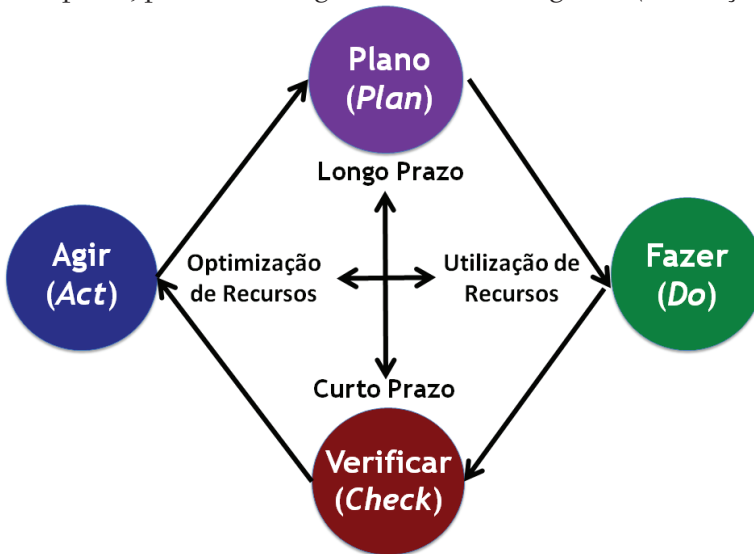 Plano
(Plan)
Longo Prazo
Agir
(Act)
Optimização
de Recursos
Utilização de
Recursos
Fazer
(Do)
Curto Prazo
Verificar
(Check)